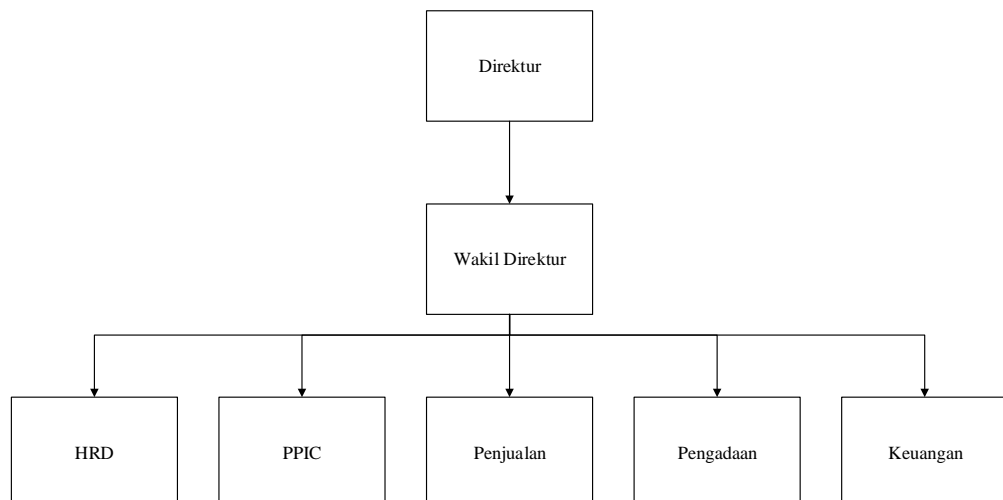 Direktur
Wakil Direktur
HRD
PPIC
Penjualan
Pengadaan
Keuangan